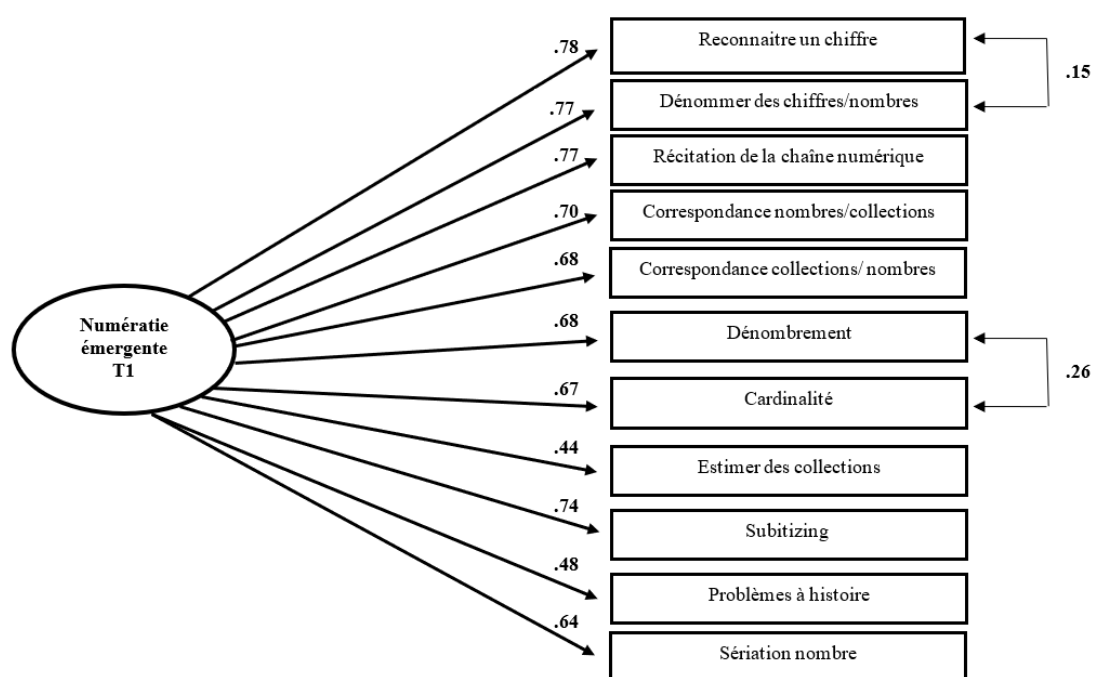 .78
Reconnaitre un chiffre
.15
.77
Dénommer des chiffres/nombres
.77
Récitation de la chaîne numérique
.70
Correspondance nombres/collections
.68
Correspondance collections/ nombres
Numératie
émergente
T1
.68
Dénombrement
.26
.67
Cardinalité
.44
Estimer des collections
.74
Subitizing
.48
Problèmes à histoire
.64
Sériation nombre